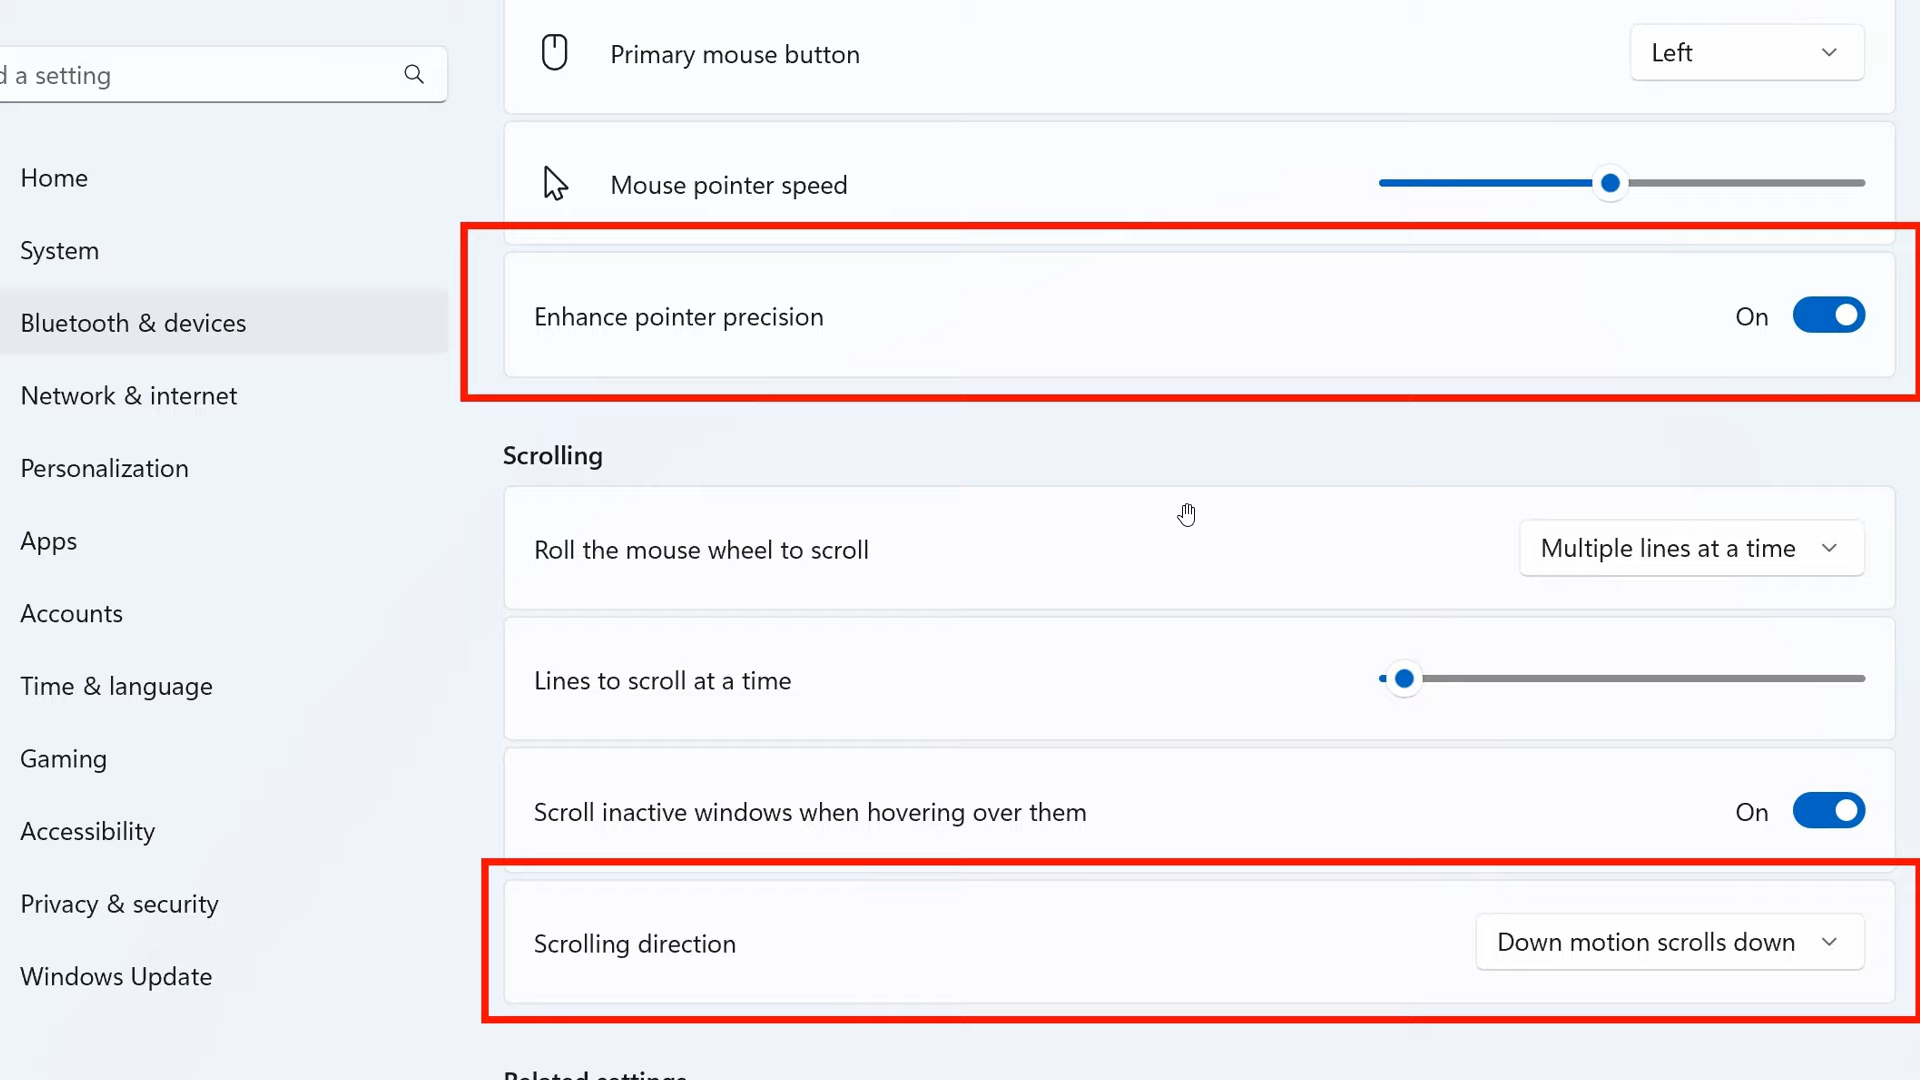 d a setting
Home
System
Bluetooth & devices
Network & internet
Personalization
Apps
Accounts
Time & language
Gaming
Accessibility
Privacy & security
Windows Update
Primary mouse button
Left
Mouse pointer speed
Enhance pointer precision
On
Scrolling
Roll the mouse wheel to scroll
Multiple lines at a time
Lines to scroll at a time
Scroll inactive windows when hovering over them
On
Scrolling direction
Down motion scrolls down
Related settings